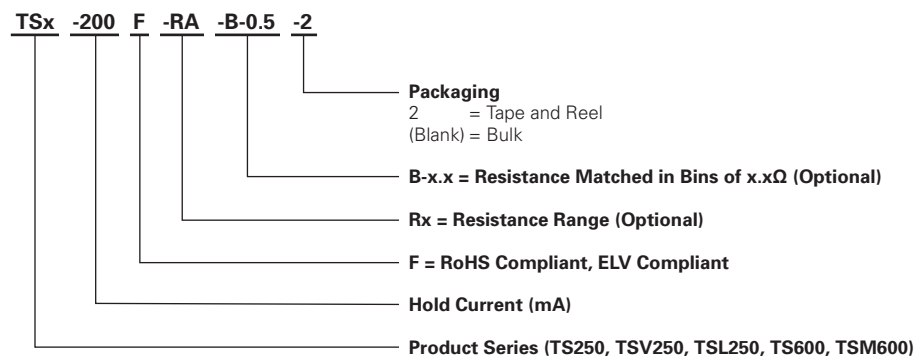 TSx -200 F -RA -B-0.5 -2
Packaging
2 = Tape and Reel
(Blank) = Bulk
B-x.x = Resistance Matched in Bins of x.xΩ (Optional)
Rx = Resistance Range (Optional)
F = RoHS Compliant, ELV Compliant
Hold Current (mA)
Product Series (TS250, TSV250, TSL250, TS600, TSM600)